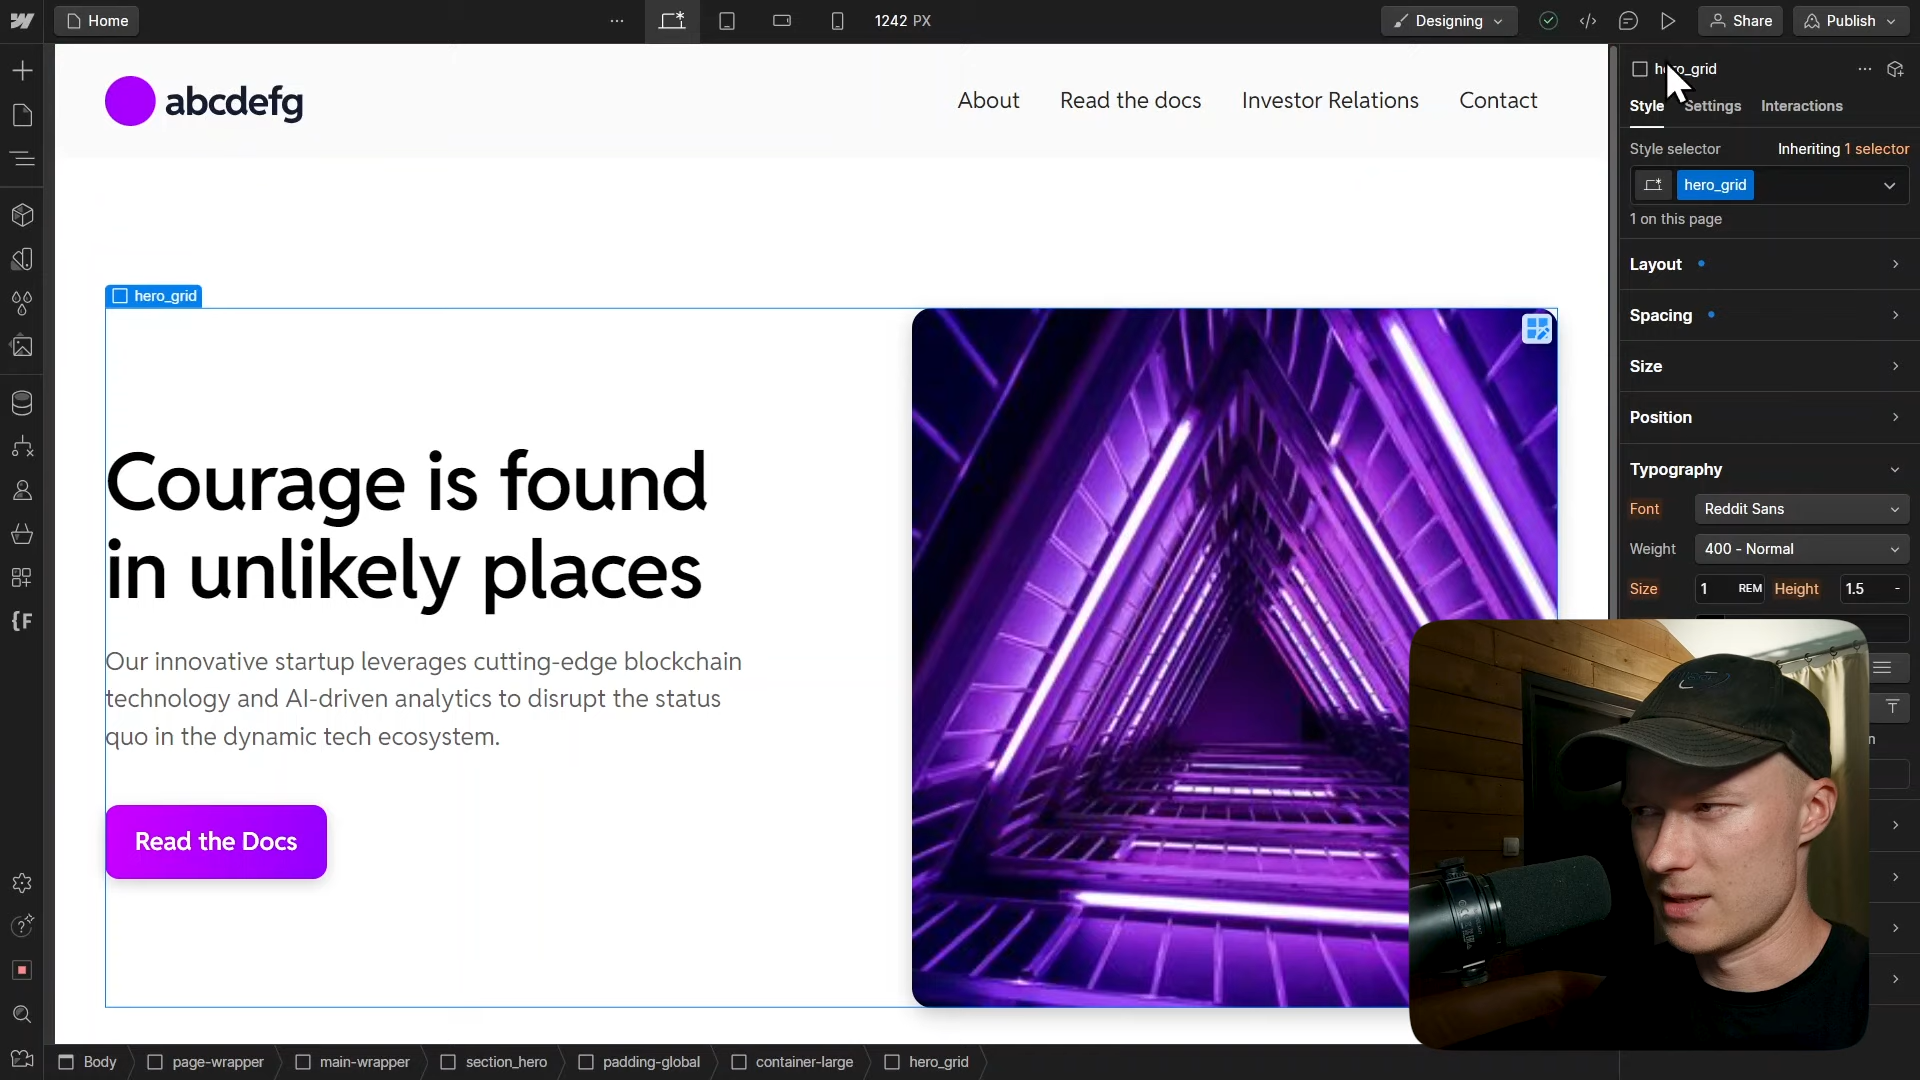 Home
1242 PX
Designing
Share
Publish
abcdefg
About
Read the docs
Investor Relations
Contact
hero_grid
Courage is found
in unlikely places
Our innovative startup leverages cutting-edge blockchain
technology and AI-driven analytics to disrupt the status
quo in the dynamic tech ecosystem.
Read the Docs
hero_grid
Style
Settings
Interactions
Style selector
Inheriting 1 selector
hero_grid
1 on this page
Layout
Spacing
Size
Position
Typography
Font
Reddit Sans
Weight
400 - Normal
Size
1
REM
Height
1.5
-
Body
page-wrapper
main-wrapper
section_hero
padding-global
container-large
hero_grid